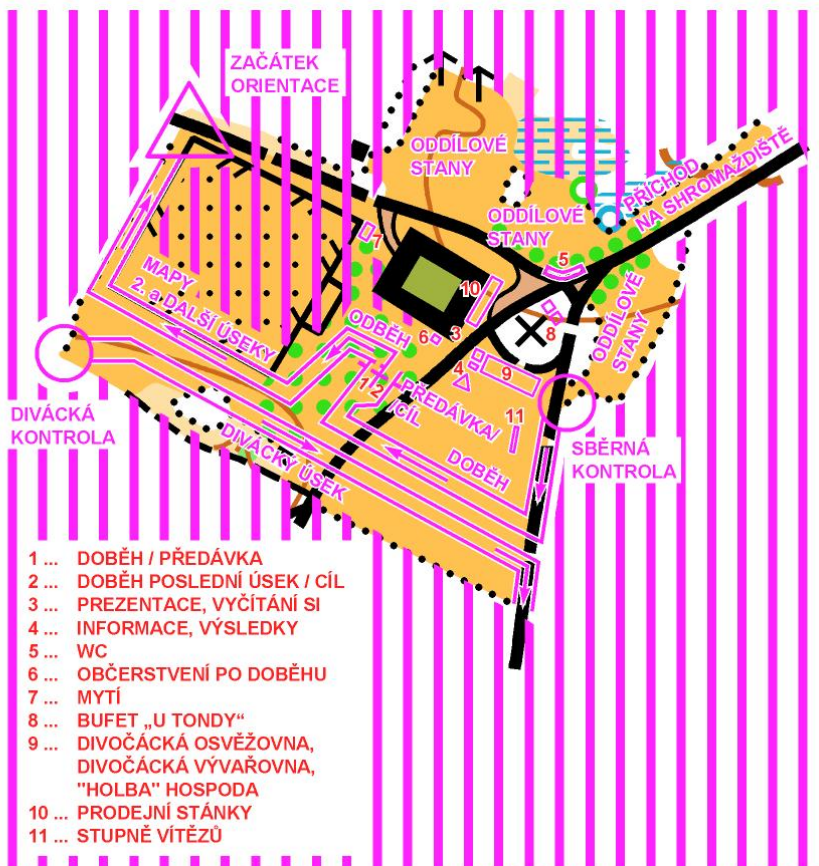 ZAČÁTEK
ORIENTACE
ODDÍLOVÉ
STANY
PŘÍCHOD
NA SHROMAŽDIŠTĚ
ODDÍLOVÉ
STANY
5
7
10
ODDÍLOVÉ
STANY
MAPY
2. a DALŠÍ ÚSEKY
ODBĚH
6
3
8
4
9
1
2
PŘEDÁVKA/
/CÍL
11
DIVÁCKÁ
KONTROLA
DIVÁCKÝ ÚSEK
DOBĚH
SBĚRNÁ
KONTROLA
1 ... DOBĚH / PŘEDÁVKA
2 ... DOBĚH POSLEDNÍ ÚSEK / CÍL
3 ... PREZENTACE, VYČÍTÁNÍ SI
4 ... INFORMACE, VÝSLEDKY
5 ... WC
6 ... OBČERSTVENÍ PO DOBĚHU
7 ... MYTÍ
8 ... BUFET „U TONDY“
9 ... DIVOČÁCKÁ OSVĚŽOVNA,
DIVOČÁCKÁ VÝVAŘOVNA,
"HOLBA" HOSPODA
10 ... PRODEJNÍ STÁNKY
11 ... STUPNĚ VÍTĚZŮ